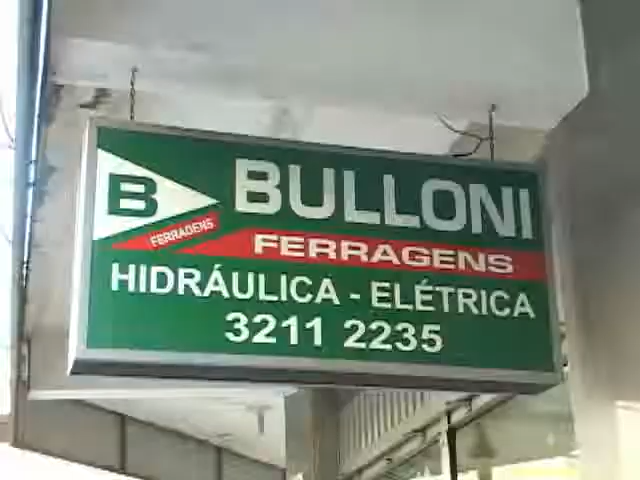 B
FERRAGENS
BULLONI
FERRAGENS
HIDRÁULICA - ELÉTRICA
3211 2235